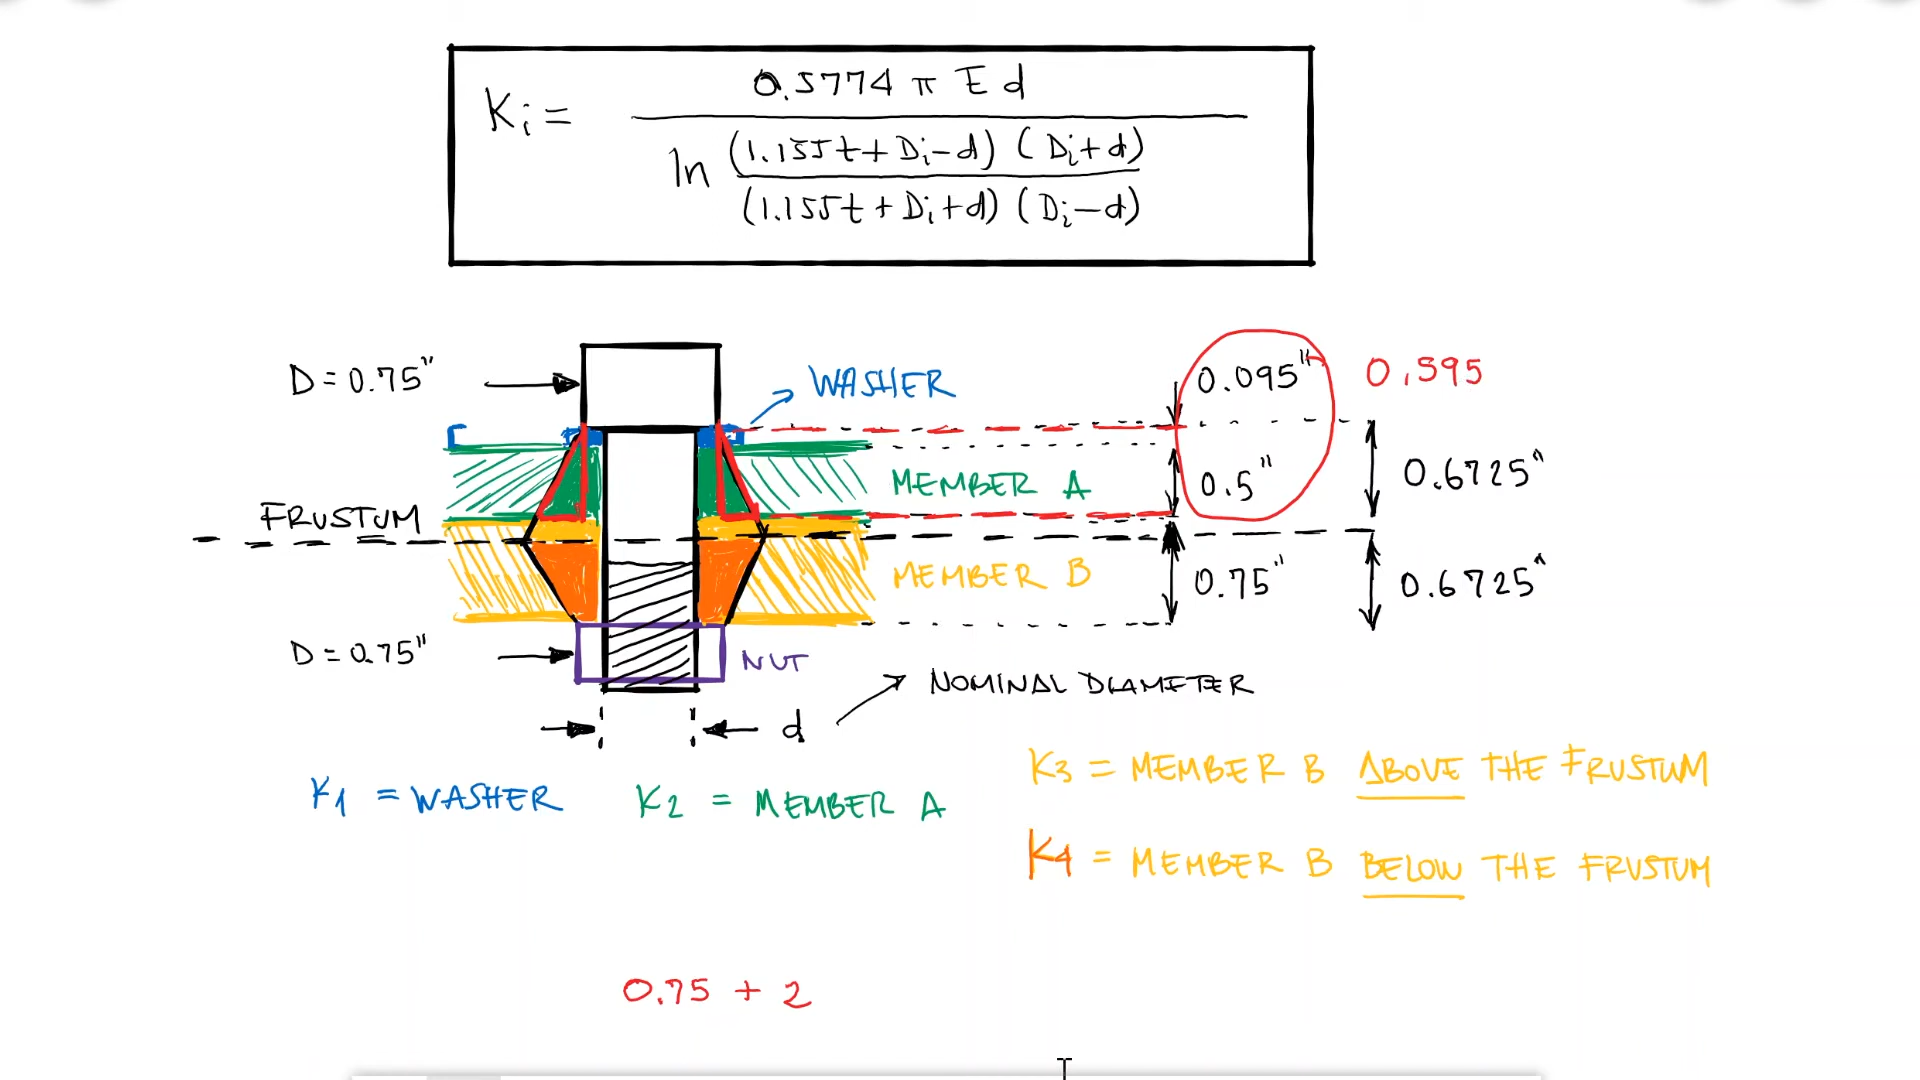 Ki = 0.5774 π E d
ln (1.155t + Di - d) (Di + d)
(1.155t + Di + d) (Di - d)
D = 0.75"
WASHER
0.095"
0.595
MEMBER A
0.5"
0.6725"
FRUSTUM
MEMBER B
0.75"
0.6725"
D = 0.75"
NUT
NOMINAL DIAMETER
d
K3 = MEMBER B ABOVE THE FRUSTUM
K1 = WASHER
K2 = MEMBER A
K4 = MEMBER B BELOW THE FRUSTUM
0.75 + 2